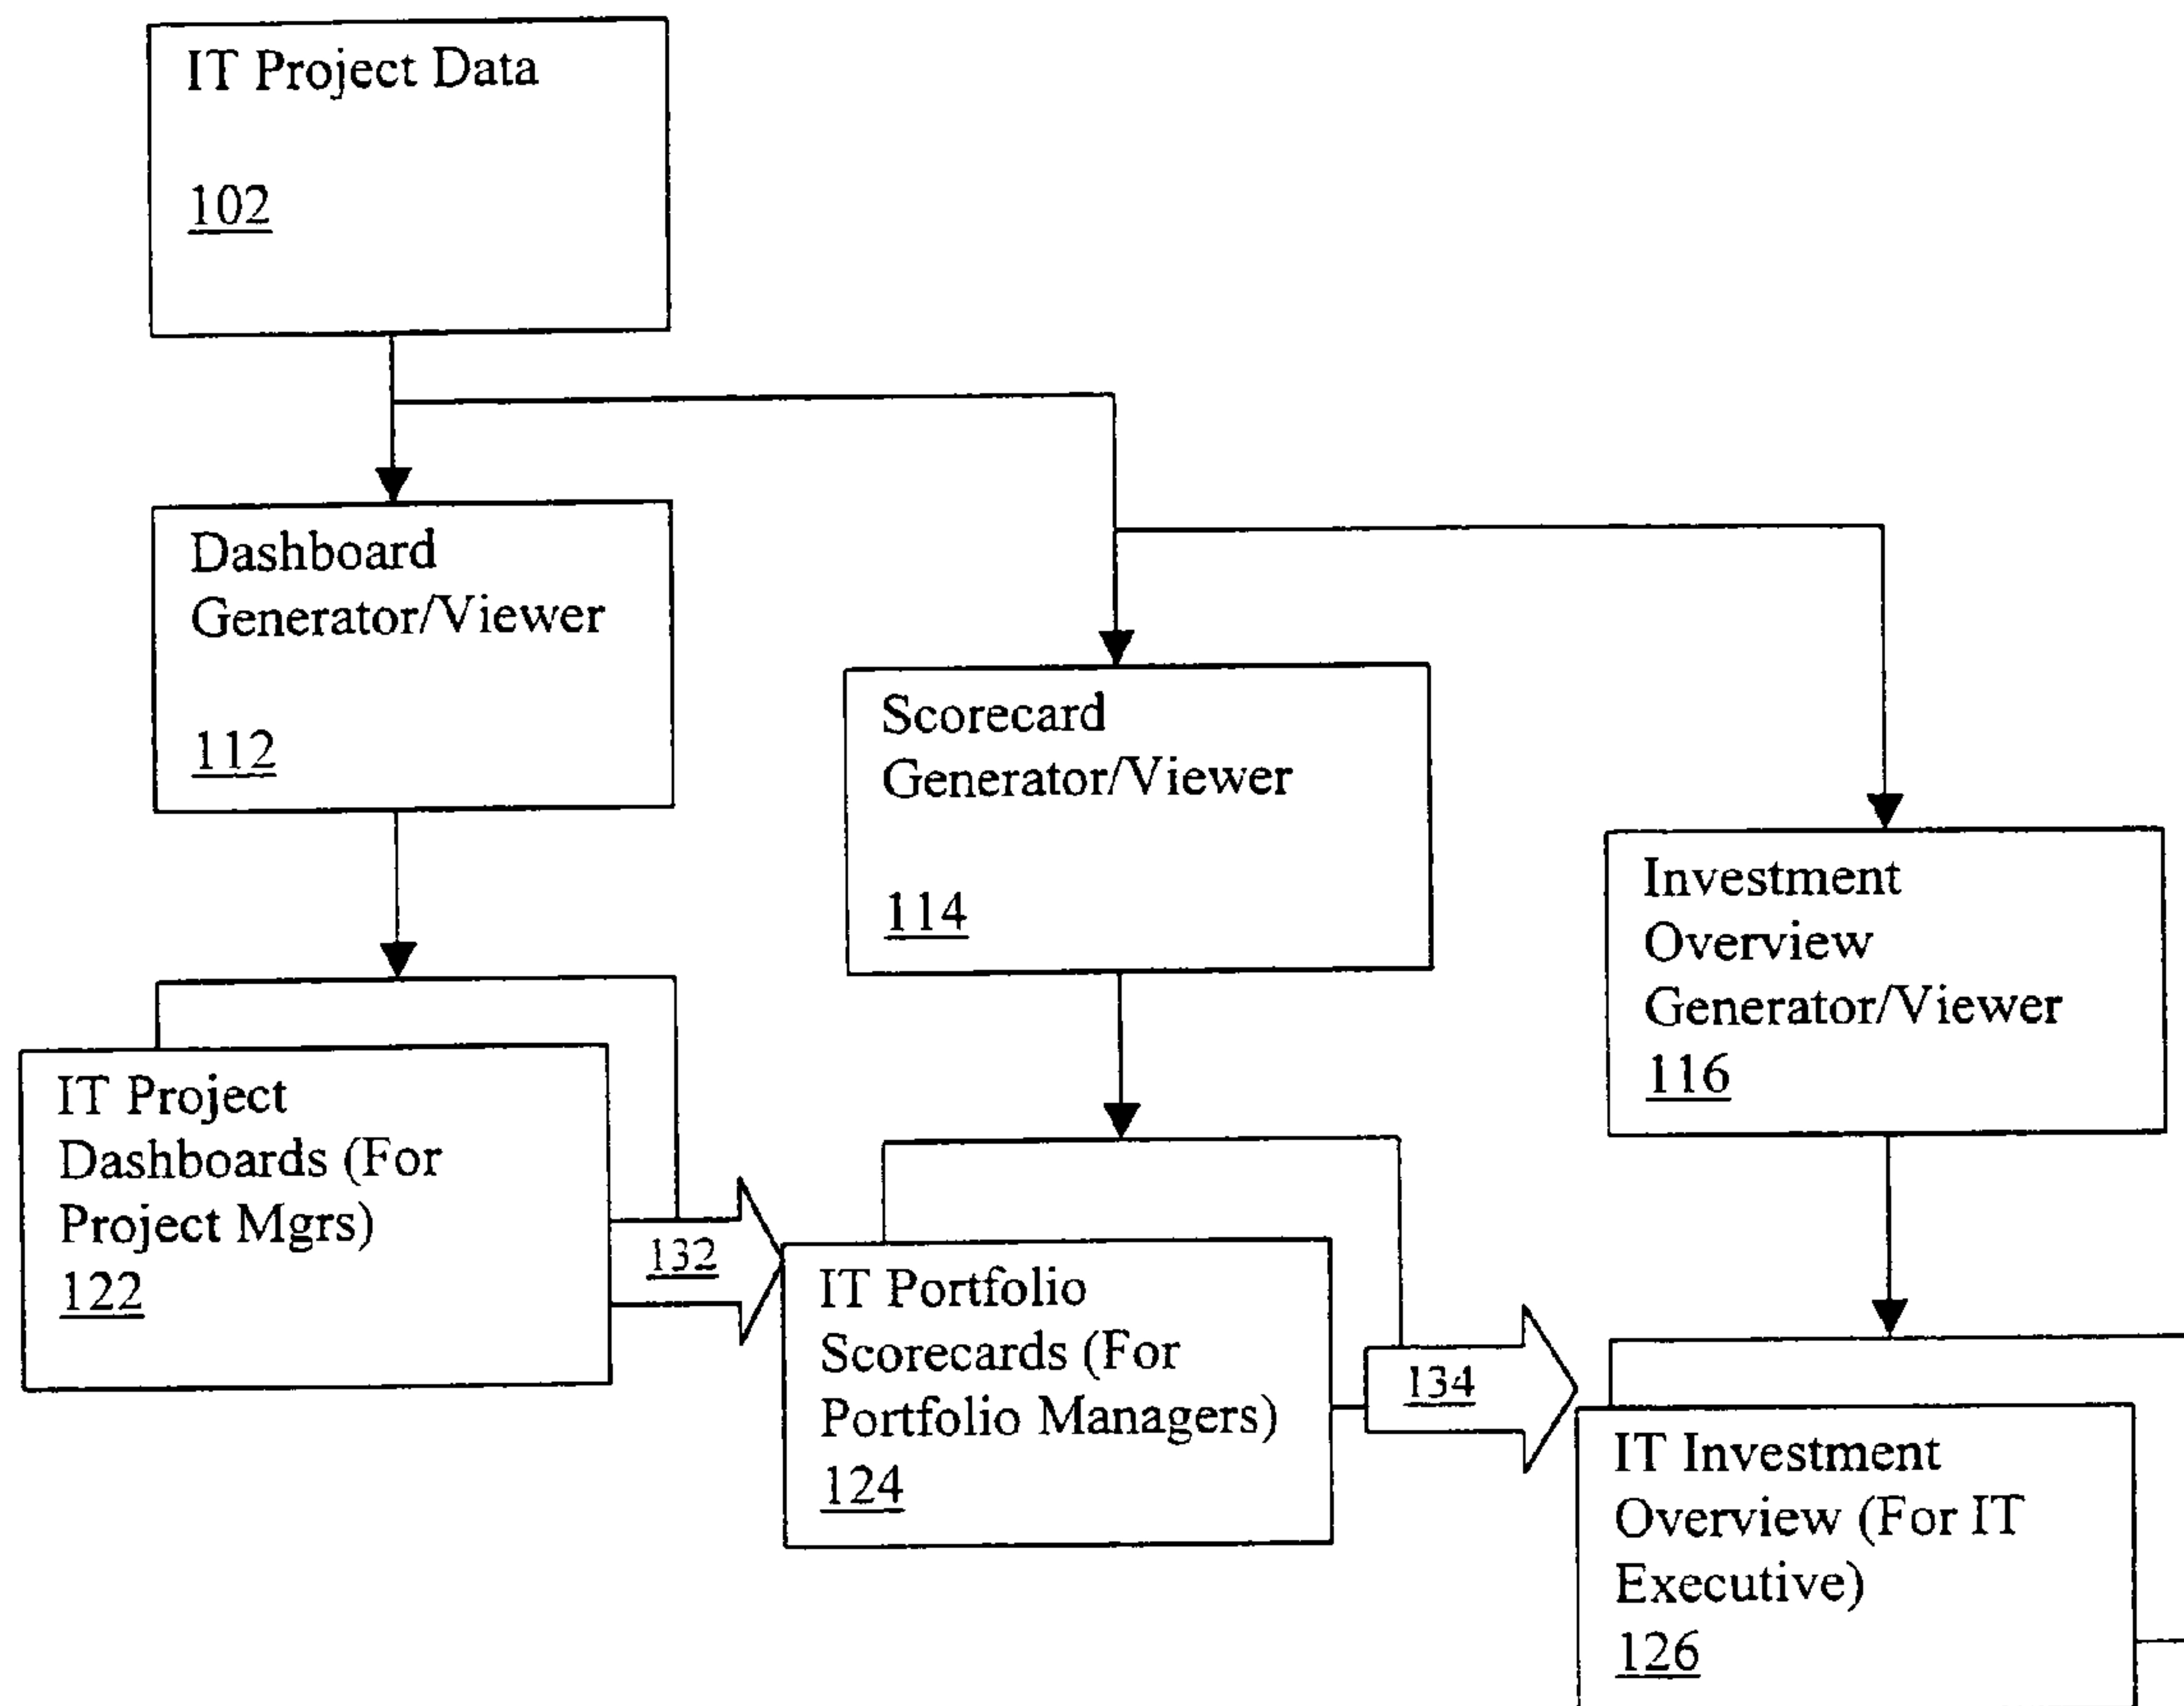 IT Project Data
102
Dashboard
Generator/Viewer
112
Scorecard
Generator/Viewer
114
Investment
Overview
Generator/Viewer
116
IT Project
Dashboards (For
Project Mgrs)
122
132
IT Portfolio
Scorecards (For
Portfolio Managers)
124
134
IT Investment
Overview (For IT
Executive)
126